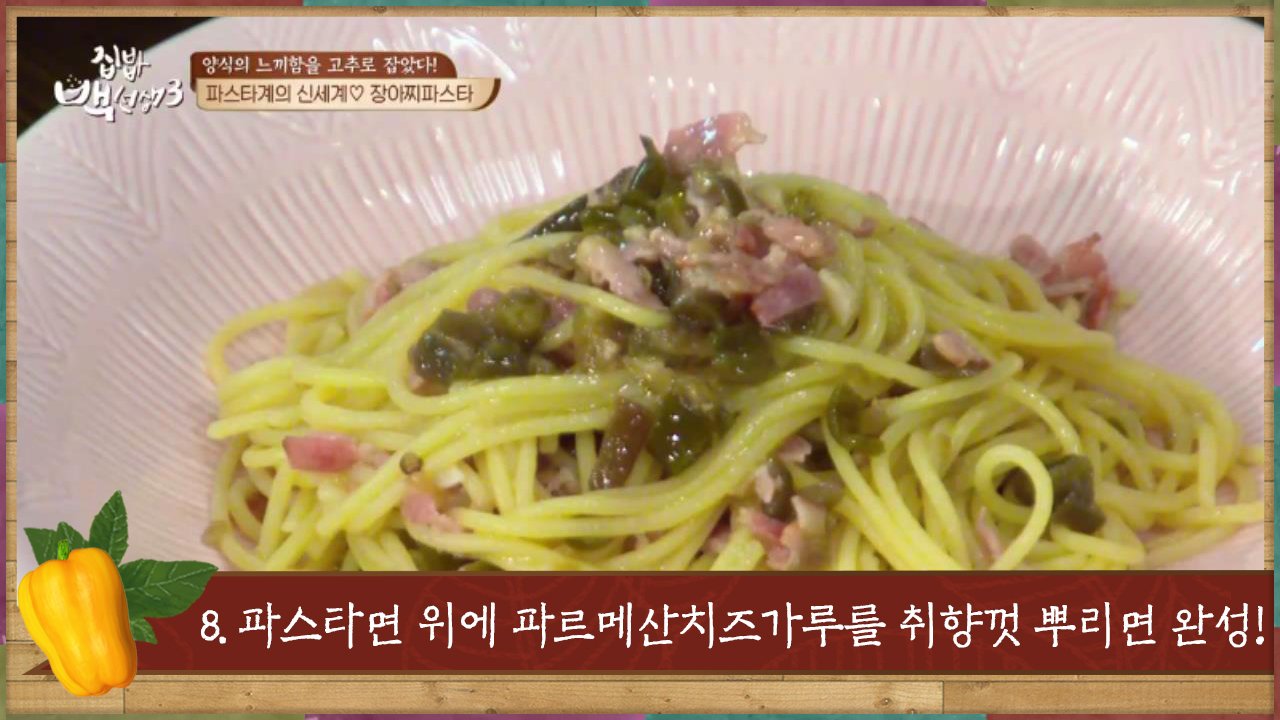 집밥
백선생3
양식의 느끼함을 고추로 잡았다!
파스타계의 신세계♡ 장아찌파스타
8. 파스타면 위에 파르메산치즈가루를 취향껏 뿌리면 완성!